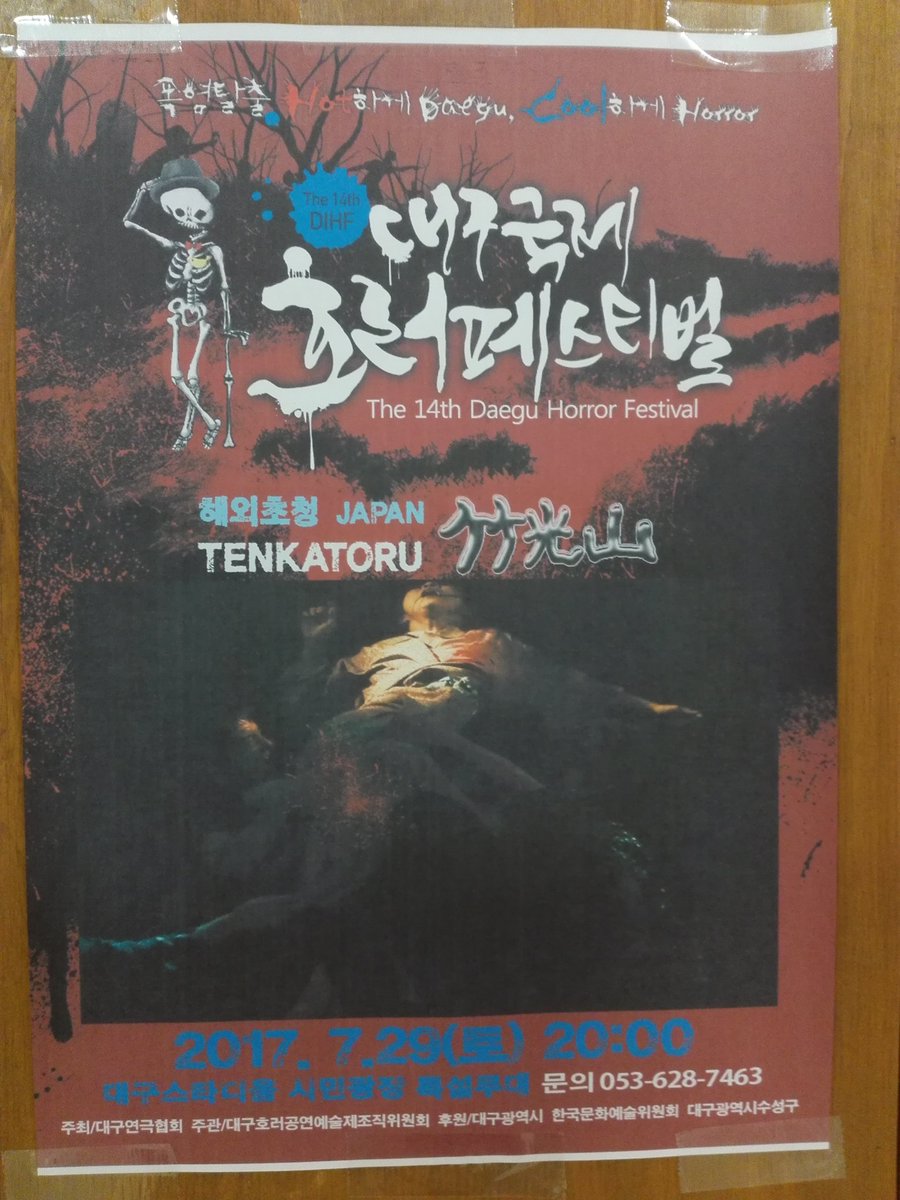 폭염탈출. Hot하게 Daegu, Cool하게 Horror
The 14th
DIHF
대구국제
호러페스티벌
The 14th Daegu Horror Festival
해외초청 JAPAN
TENKATORU 竹光山
2017. 7.29(토) 20:00
대구스타디움 시민광장 특설무대 문의 053-628-7463
주최/대구연극협회 주관/대구호러공연예술제조직위원회 후원/대구광역시 한국문화예술위원회 대구광역시수성구